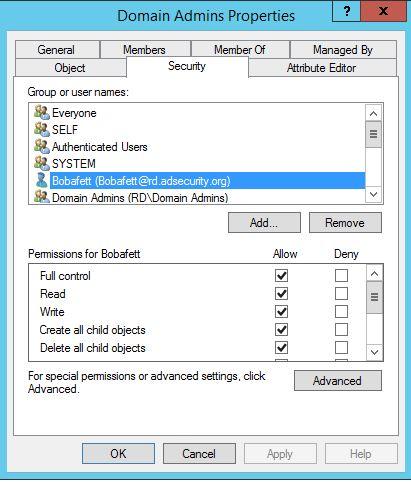 Domain Admins Properties
? x
General Members Member Of Managed By
Object Security Attribute Editor
Group or user names:
Everyone
SELF
Authenticated Users
SYSTEM
Bobafett (Bobafett@rd.adsecurity.org)
Domain Admins (RD\Domain Admins)
Add... Remove
Permissions for Bobafett Allow Deny
Full control
Read
Write
Create all child objects
Delete all child objects
For special permissions or advanced settings, click
Advanced.
Advanced
OK Cancel Apply Help